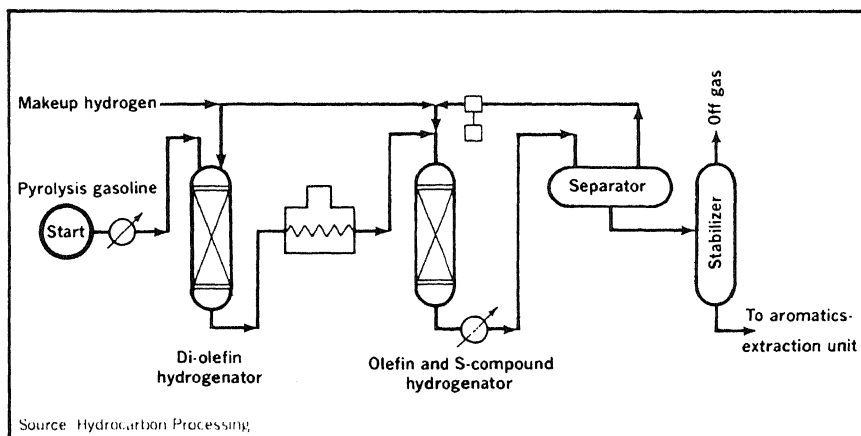 Makeup hydrogen
Off gas
Pyrolysis gasoline
Start
Separator
Stabilizer
To aromatics-
extraction unit
Di-olefin
hydrogenator
Olefin and S-compound
hydrogenator
Source Hydrocarbon Processing